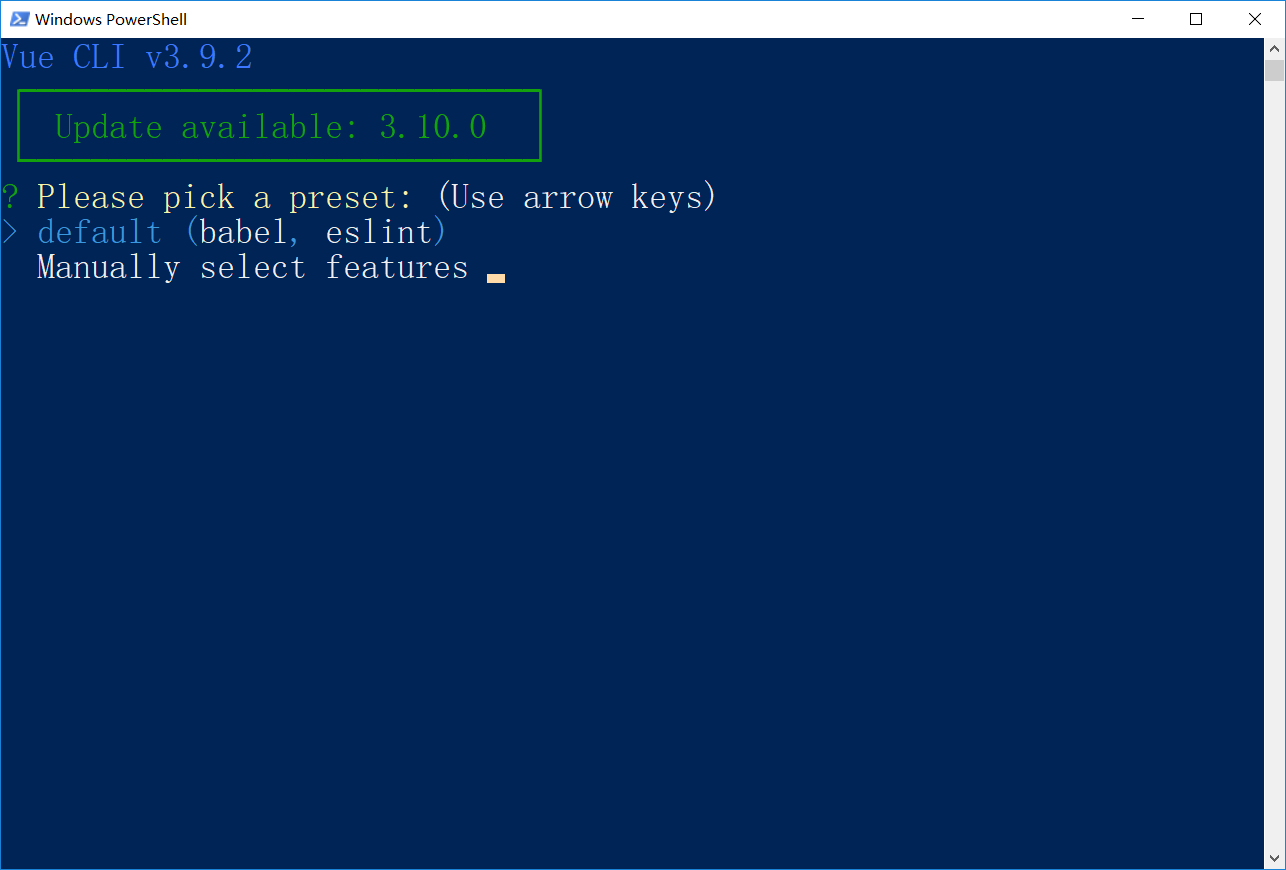 Windows PowerShell
Vue CLI v3.9.2
Update available: 3.10.0
? Please pick a preset: (Use arrow keys)
> default (babel, eslint)
Manually select features